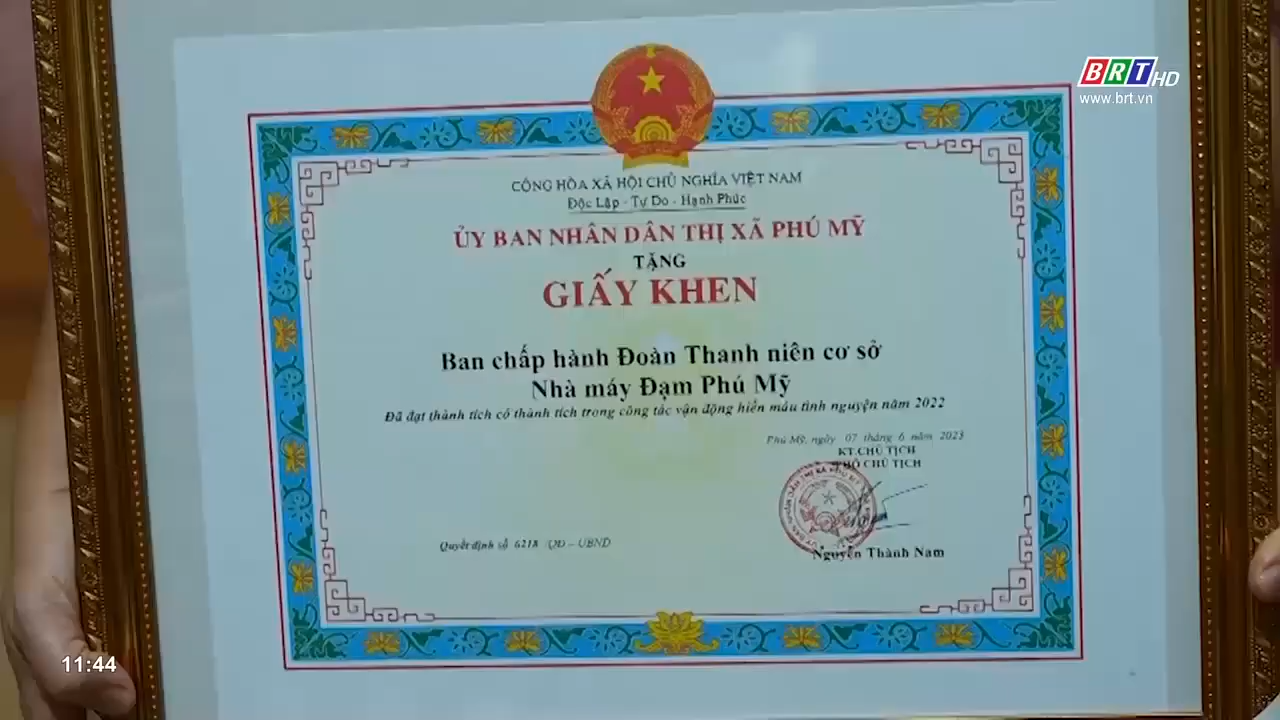 BRT HD
www.brt.vn
CỘNG HÒA XÃ HỘI CHỦ NGHĨA VIỆT NAM
Độc Lập - Tự Do - Hạnh Phúc
ỦY BAN NHÂN DÂN THỊ XÃ PHÚ MỸ
TẶNG
GIẤY KHEN
Ban chấp hành Đoàn Thanh niên cơ sở
Nhà máy Đạm Phú Mỹ
Đã đạt thành tích có thành tích trong công tác vận động hiến máu tình nguyện năm 2022
Phú Mỹ, ngày 07 tháng 6 năm 2023
KT.CHỦ TỊCH
PHÓ CHỦ TỊCH
Quyết định số 6218 /QĐ - UBND
Nguyễn Thành Nam
11:44